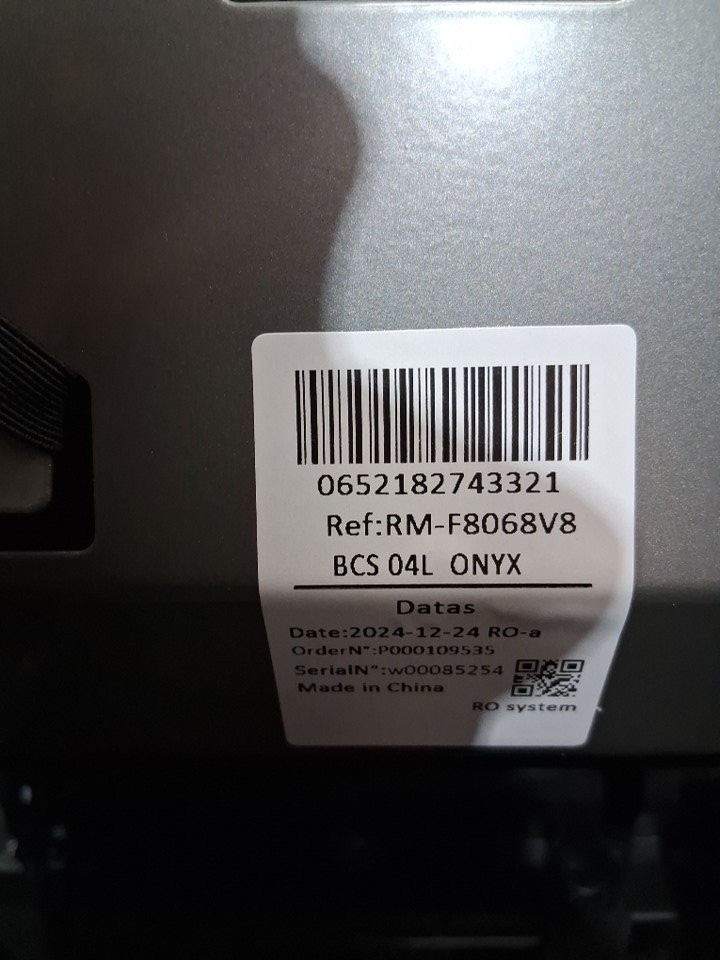 0652182743321
Ref:RM-F8068V8
BCS 04L ONYX
Datas
Date:2024-12-24 RO-a
OrderN°:P000109535
SerialN°:w00085254
Made in China
RO system